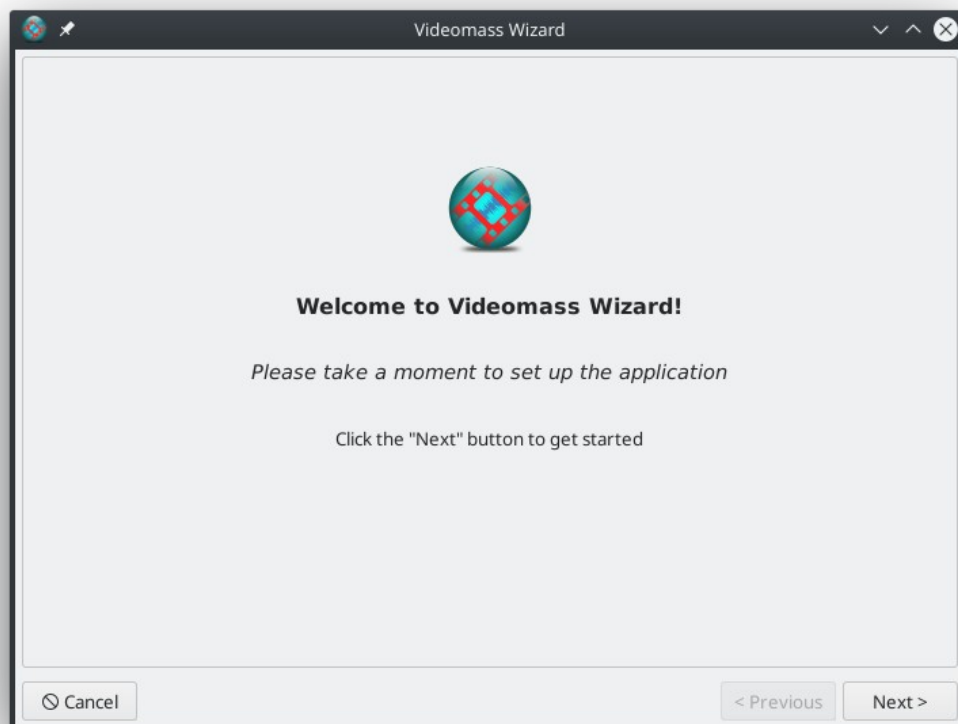 Videomass Wizard
Welcome to Videomass Wizard!
Please take a moment to set up the application
Click the "Next" button to get started
Cancel
< Previous
Next >